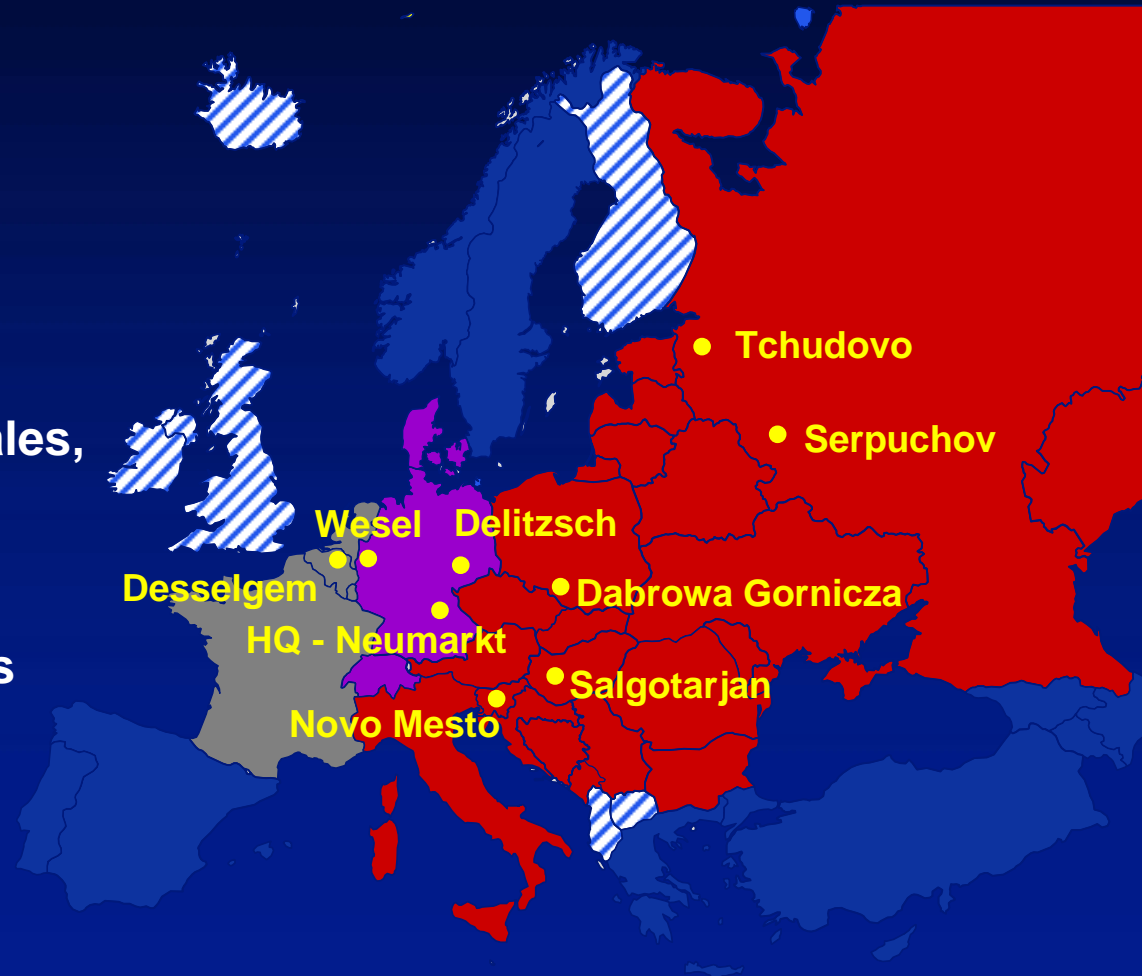 Tchudovo
ales,
Serpuchov
Wesel Delitzsch
Desselgem
Dabrowa Gornicza
HQ - Neumarkt
s
Salgotarjan
Novo Mesto